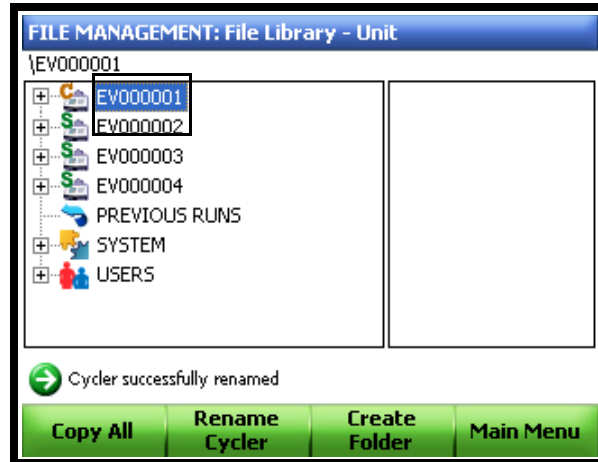 FILE MANAGEMENT: File Library - Unit
\EV000001
C EV000001
S EV000002
S EV000003
S EV000004
PREVIOUS RUNS
SYSTEM
USERS
Cycler successfully renamed
Copy All
Rename Cycler
Create Folder
Main Menu